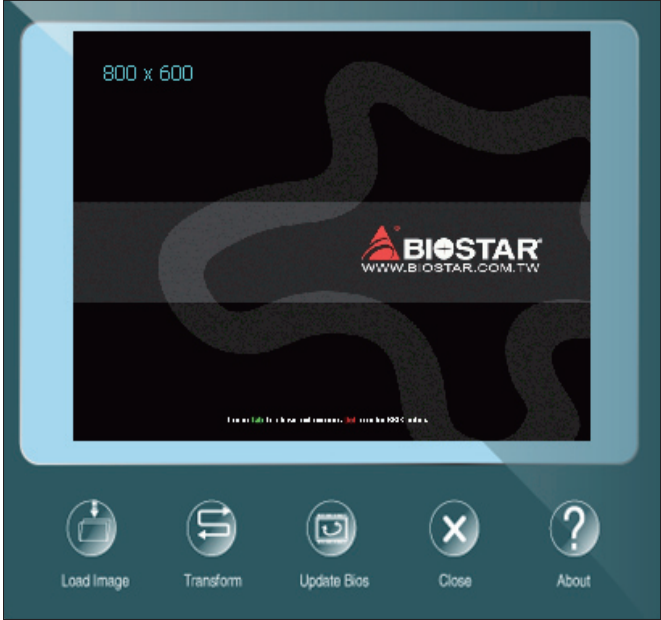 800 x 600
BIOSTAR
WWW.BIOSTAR.COM.TW
Load Image
Transform
Update Bios
Close
About